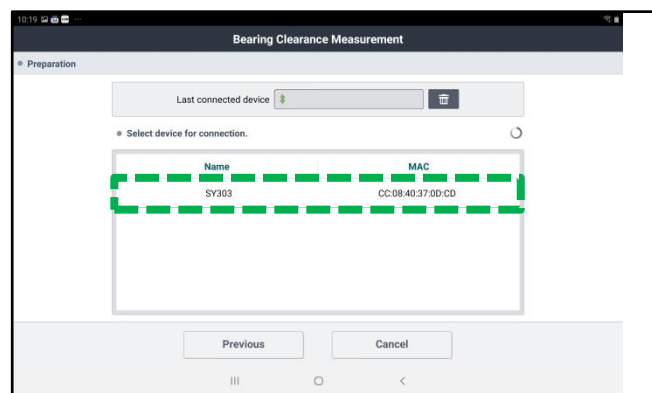 10:19
Bearing Clearance Measurement
Preparation
Last connected device
Select device for connection.
Name MAC
SY303 CC:08:40:37:0D:CD
Previous Cancel